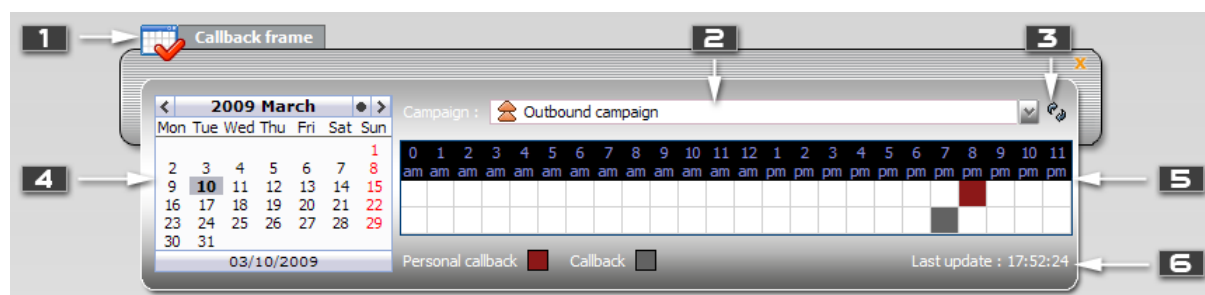 1 Callback frame 2 3
x
< 2009 March ● >
Campaign : Outbound campaign
Mon Tue Wed Thu Fri Sat Sun
1
2 3 4 5 6 7 8
9 10 11 12 13 14 15
16 17 18 19 20 21 22
23 24 25 26 27 28 29
30 31
03/10/2009
4
0 1 2 3 4 5 6 7 8 9 10 11 12 1 2 3 4 5 6 7 8 9 10 11
am am am am am am am am am am am am pm pm pm pm pm pm pm pm pm pm pm pm
5
Personal callback Callback Last update : 17:52:24
6